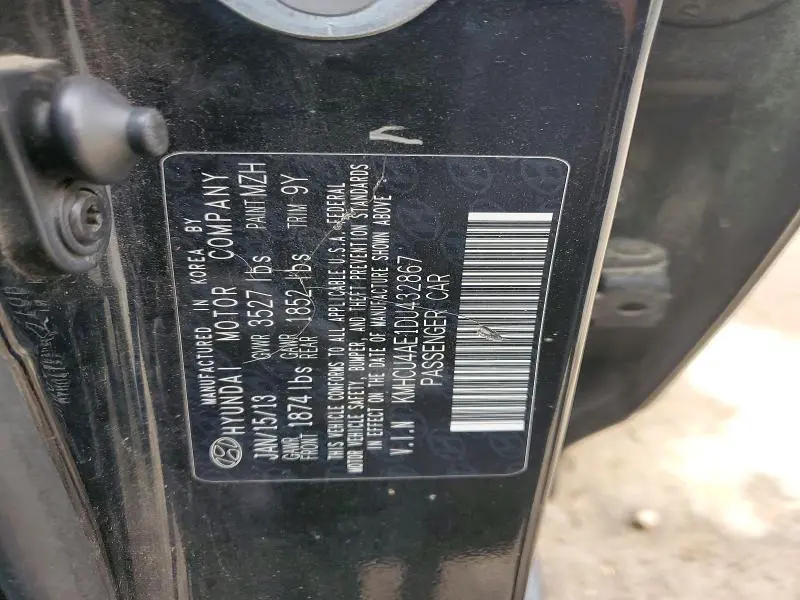 MANUFACTURED IN KOREA BY
HYUNDAI MOTOR COMPANY
JAN/15/13 GVWR 3527 lbs PAINT MZH
GAWR FRONT 1874 lbs GAWR REAR 1852 lbs TRIM 9Y
THIS VEHICLE CONFORMS TO ALL APPLICABLE U.S.A. FEDERAL
MOTOR VEHICLE SAFETY, BUMPER, AND THEFT PREVENTION STANDARDS
IN EFFECT ON THE DATE OF MANUFACTURE SHOWN ABOVE
V.I.N KMHCU4AE1DU432867
PASSENGER CAR